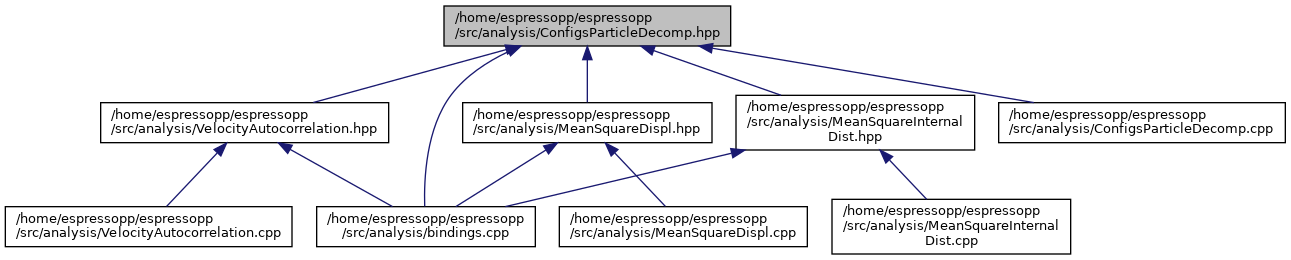 /home/espressopp/espressopp
/src/analysis/ConfigsParticleDecomp.hpp
/home/espressopp/espressopp
/src/analysis/VelocityAutocorrelation.hpp
/home/espressopp/espressopp
/src/analysis/MeanSquareDispl.hpp
/home/espressopp/espressopp
/src/analysis/MeanSquareInternal
Dist.hpp
/home/espressopp/espressopp
/src/analysis/ConfigsParticleDecomp.cpp
/home/espressopp/espressopp
/src/analysis/VelocityAutocorrelation.cpp
/home/espressopp/espressopp
/src/analysis/bindings.cpp
/home/espressopp/espressopp
/src/analysis/MeanSquareDispl.cpp
/home/espressopp/espressopp
/src/analysis/MeanSquareInternal
Dist.cpp